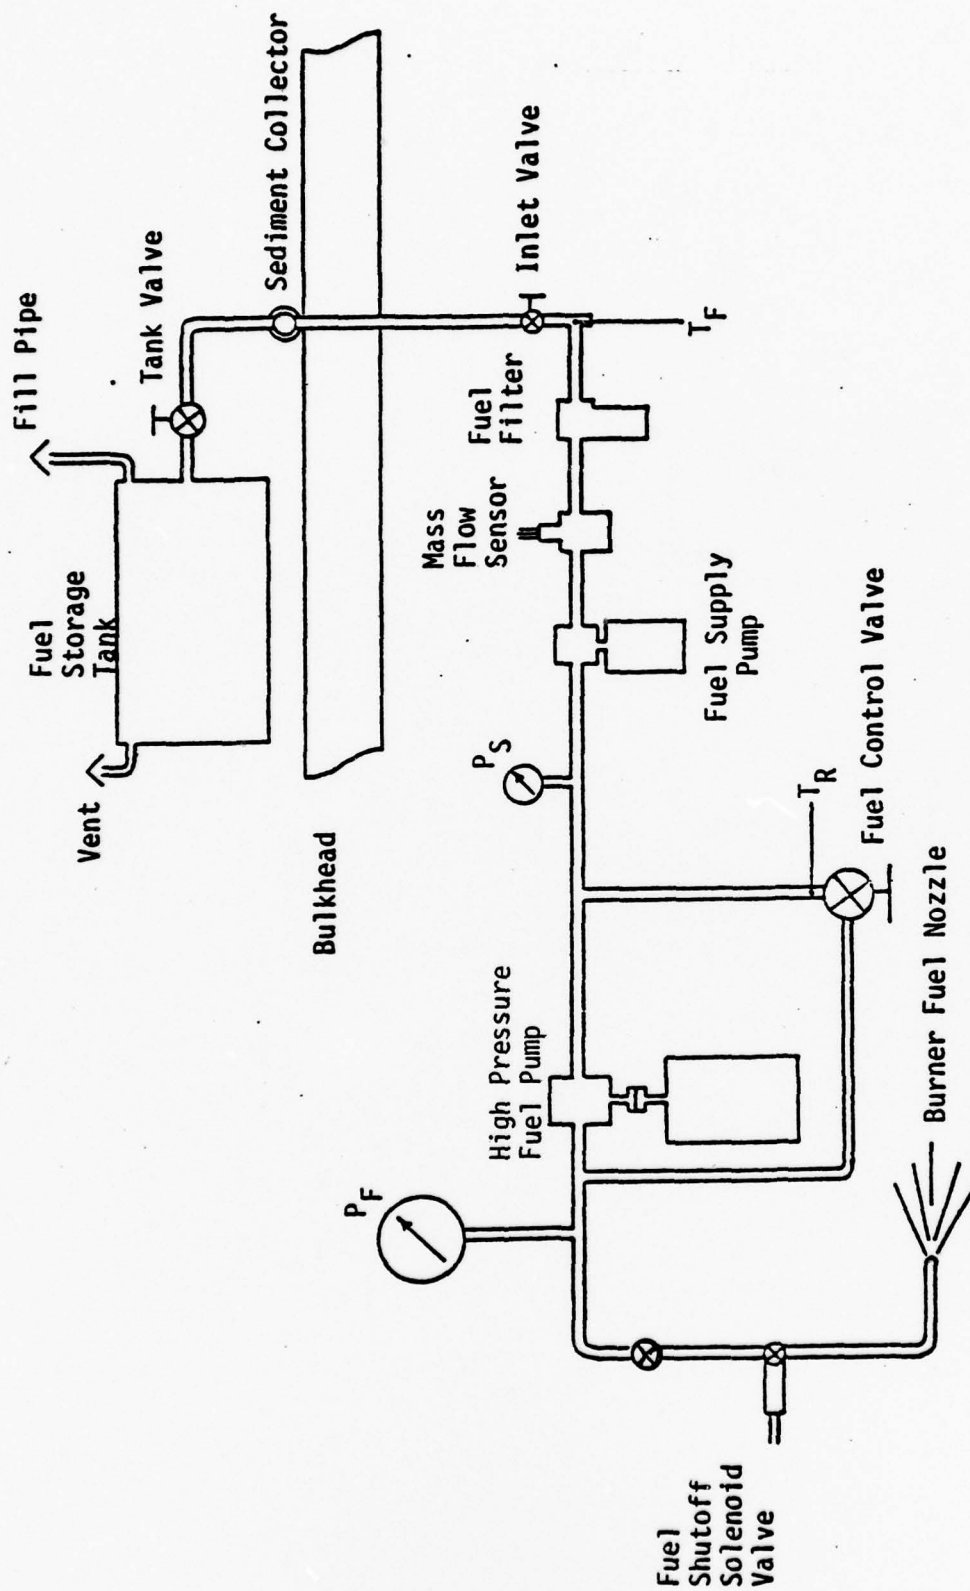 Fill Pipe
Tank Valve
Fuel
Storage
Tank
Vent
Sediment Collector
Bulkhead
Inlet Valve
T_F
Fuel
Filter
Mass
Flow
Sensor
Fuel Supply
Pump
P_S
T_R
Fuel Control Valve
High Pressure
Fuel Pump
P_F
Burner Fuel Nozzle
Fuel
Shutoff
Solenoid
Valve